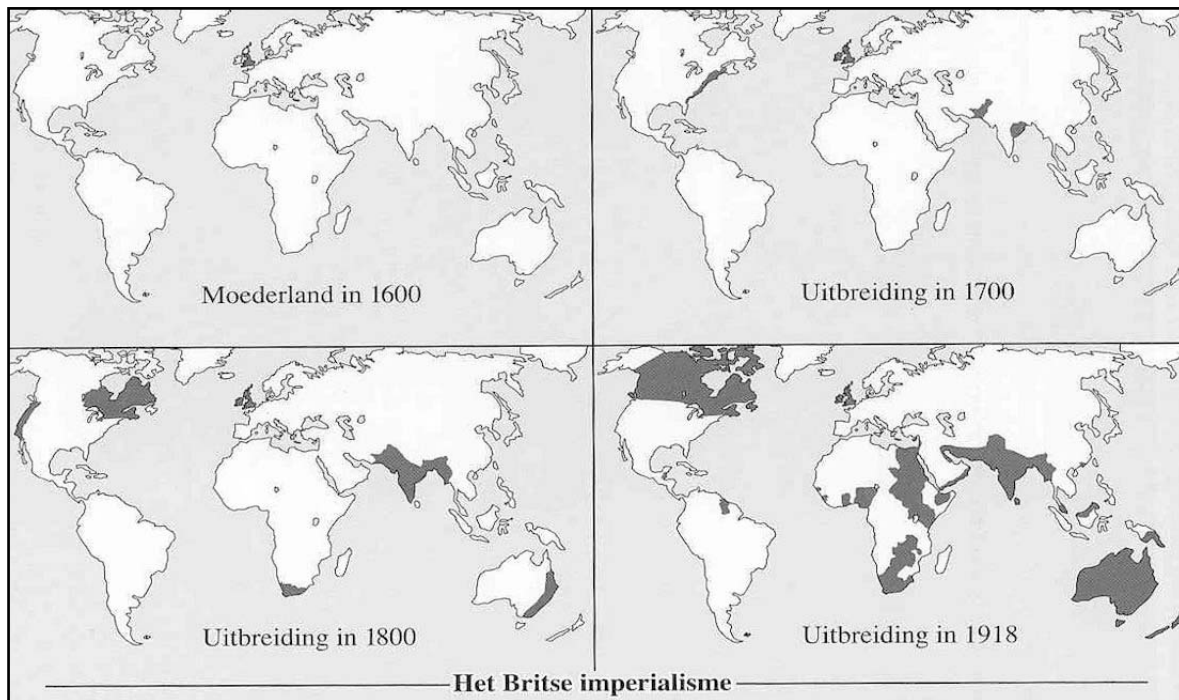 Moederland in 1600
Uitbreiding in 1700
Uitbreiding in 1800
Uitbreiding in 1918
Het Britse imperialisme